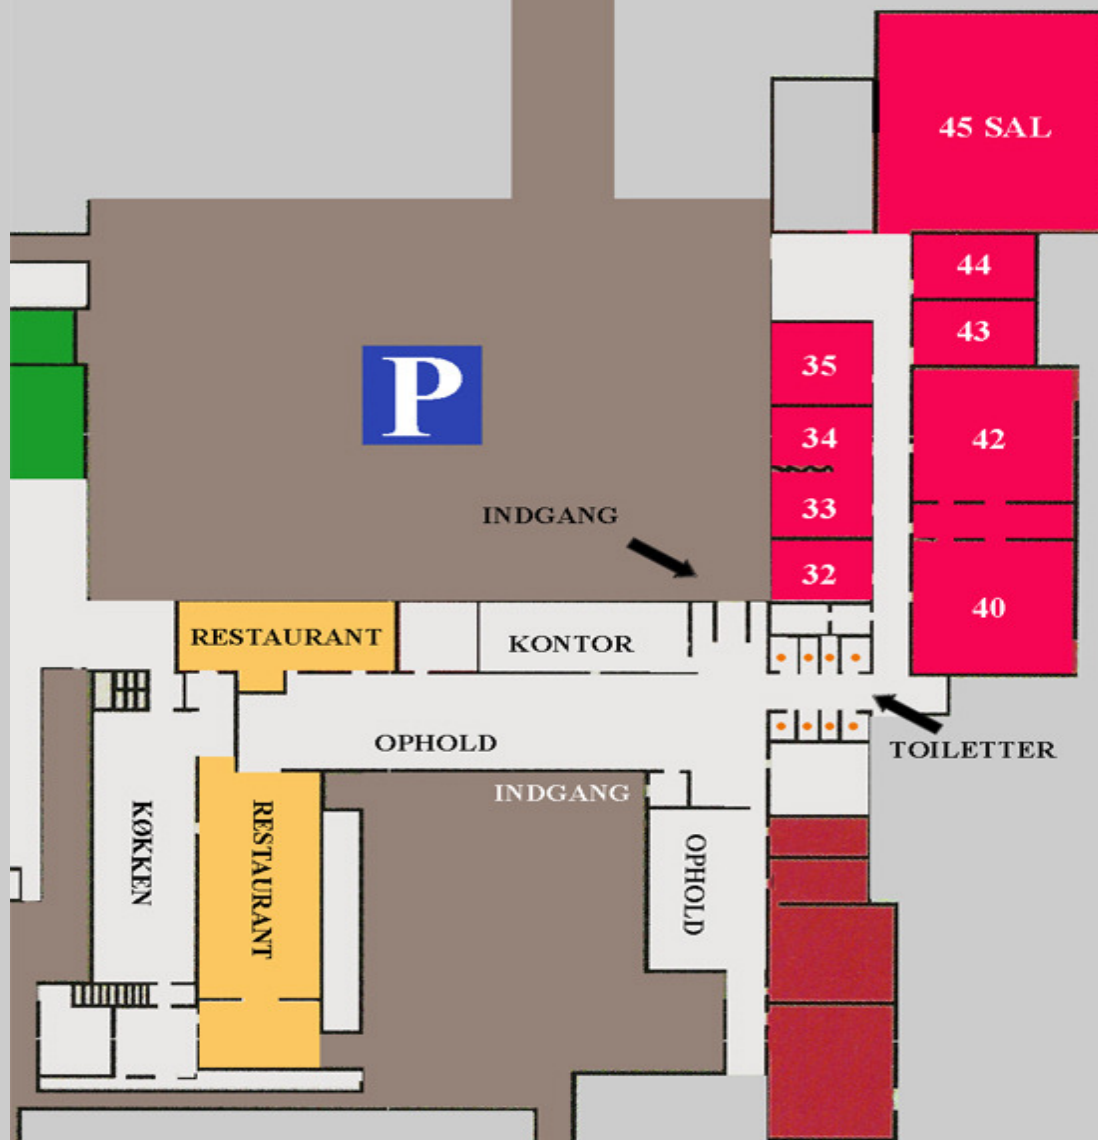 45 SAL
44
43
35
P
34
42
INDGANG
33
32
40
RESTAURANT
KONTOR
OPHOLD
TOILETTER
INDGANG
KØKKEN
RESTAURANT
OPHOLD